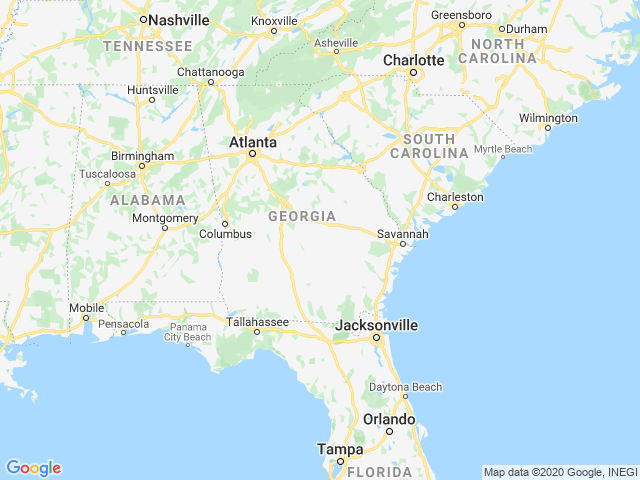 Nashville
Knoxville
Greensboro
Durham
TENNESSEE
Asheville
NORTH
CAROLINA
Charlotte
Chattanooga
Huntsville
Wilmington
Atlanta
SOUTH
CAROLINA
Myrtle Beach
Birmingham
Tuscaloosa
ALABAMA
Charleston
Montgomery
GEORGIA
Columbus
Savannah
Mobile
Pensacola
Panama
City Beach
Tallahassee
Jacksonville
Daytona Beach
Orlando
Tampa
FLORIDA
Google
Map data ©2020 Google, INEGI